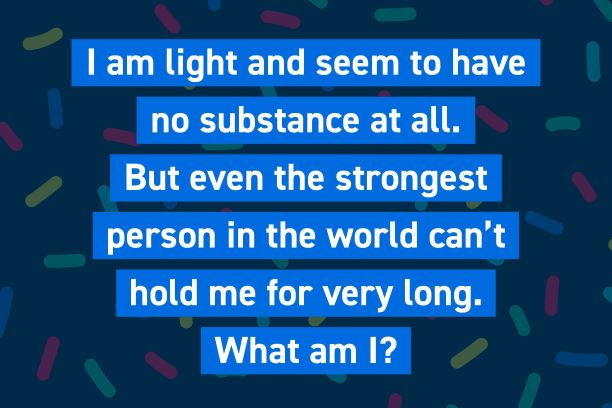 I am light and seem to have
no substance at all.
But even the strongest
person in the world can’t
hold me for very long.
What am I?